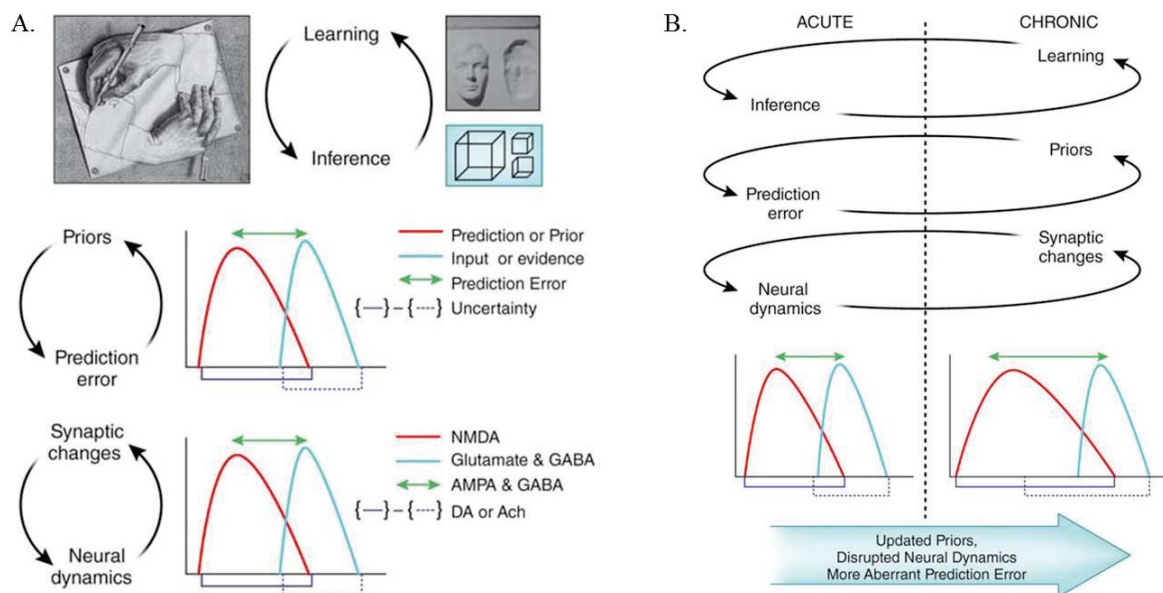 A.
Learning
Inference
Priors
Prediction
error
Prediction or Prior
Input or evidence
Prediction Error
{—} – {----} Uncertainty
Synaptic
changes
Neural
dynamics
NMDA
Glutamate & GABA
AMPA & GABA
{—} – {----} DA or Ach
B.
ACUTE
CHRONIC
Learning
Inference
Priors
Prediction
error
Synaptic
changes
Neural
dynamics
Updated Priors,
Disrupted Neural Dynamics
More Aberrant Prediction Error